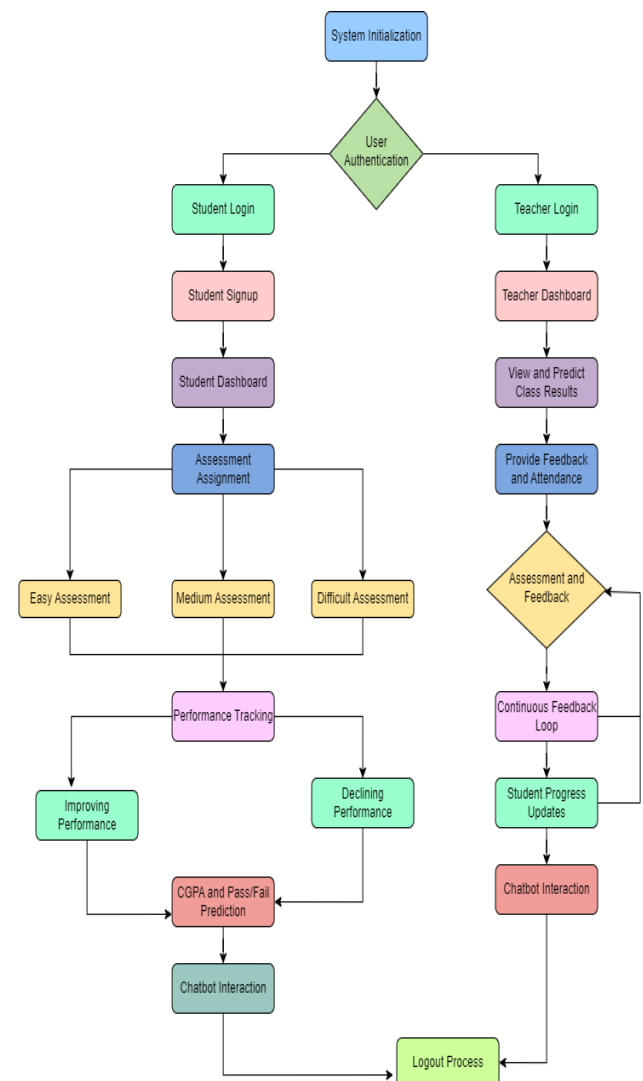 System Initialization
User
Authentication
Student Login
Teacher Login
Student Signup
Teacher Dashboard
Student Dashboard
View and Predict
Class Results
Assessment
Assignment
Provide Feedback
and Attendance
Easy Assessment
Medium Assessment
Difficult Assessment
Assessment and
Feedback
Performance Tracking
Continuous Feedback
Loop
Improving
Performance
Declining
Performance
Student Progress
Updates
CGPA and Pass/Fail
Prediction
Chatbot Interaction
Chatbot Interaction
Logout Process